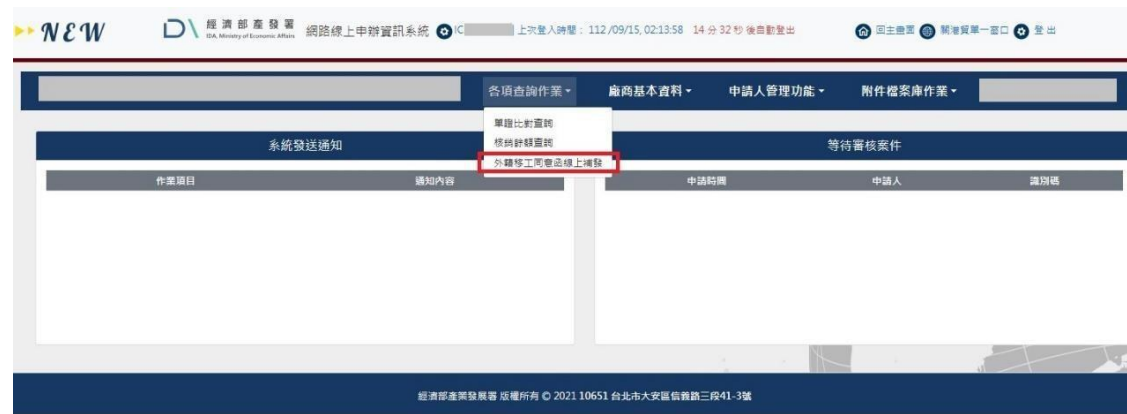 NEW
經濟部產發署
IDA, Ministry of Economic Affairs
網路線上申辦資訊系統 IC 上次登入時間：112/09/15, 02:13:58 14 分 32 秒 後自動登出 回主畫面 關港貿單一窗口 登出
各項查詢作業 廠商基本資料 申請人管理功能 附件檔案庫作業
單證比對查詢
核銷餘額查詢
外籍移工同意函線上補發
系統發送通知 等待審核案件
作業項目 通知內容 申請時間 申請人 識別碼
經濟部產業發展署 版權所有 © 2021 10651 台北市大安區信義路三段41-3號